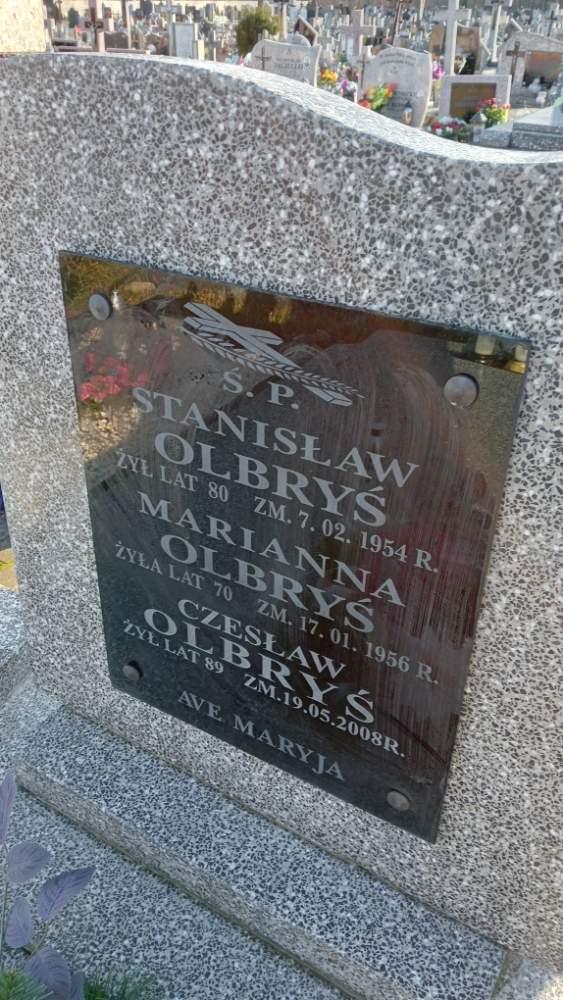 Ś. P.
STANISŁAW
OLBRYŚ
ŻYŁ LAT 80 ZM. 7. 02. 1954 R.
MARIANNA
OLBRYŚ
ŻYŁA LAT 70 ZM. 17. 01. 1956 R.
CZESŁAW
OLBRYŚ
ŻYŁ LAT 89 ZM.19.05.2008R.
AVE MARYJA